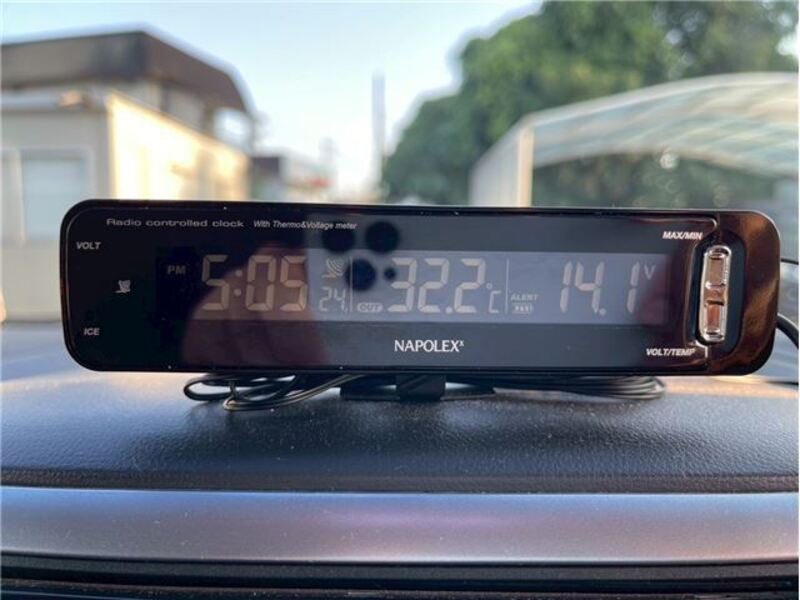 Radio controlled clock With Thermo&Voltage meter
MAX/MIN
VOLT
PM 5:05 24 OUT 32.2°C ALERT 14.1V
ICE
NAPOLEX
VOLT/TEMP